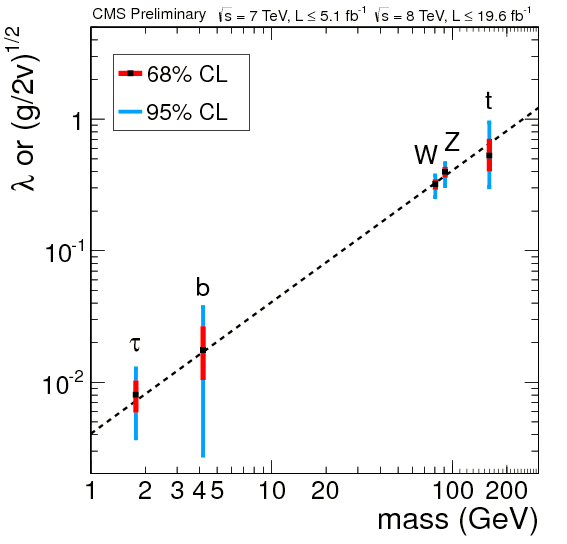 CMS Preliminary √s = 7 TeV, L ≤ 5.1 fb⁻¹ √s = 8 TeV, L ≤ 19.6 fb⁻¹
λ or (g/2v)^1/2
68% CL
95% CL
t
W Z
b
τ
1
10⁻¹
10⁻²
1 2 3 4 5 10 20 100 200
mass (GeV)